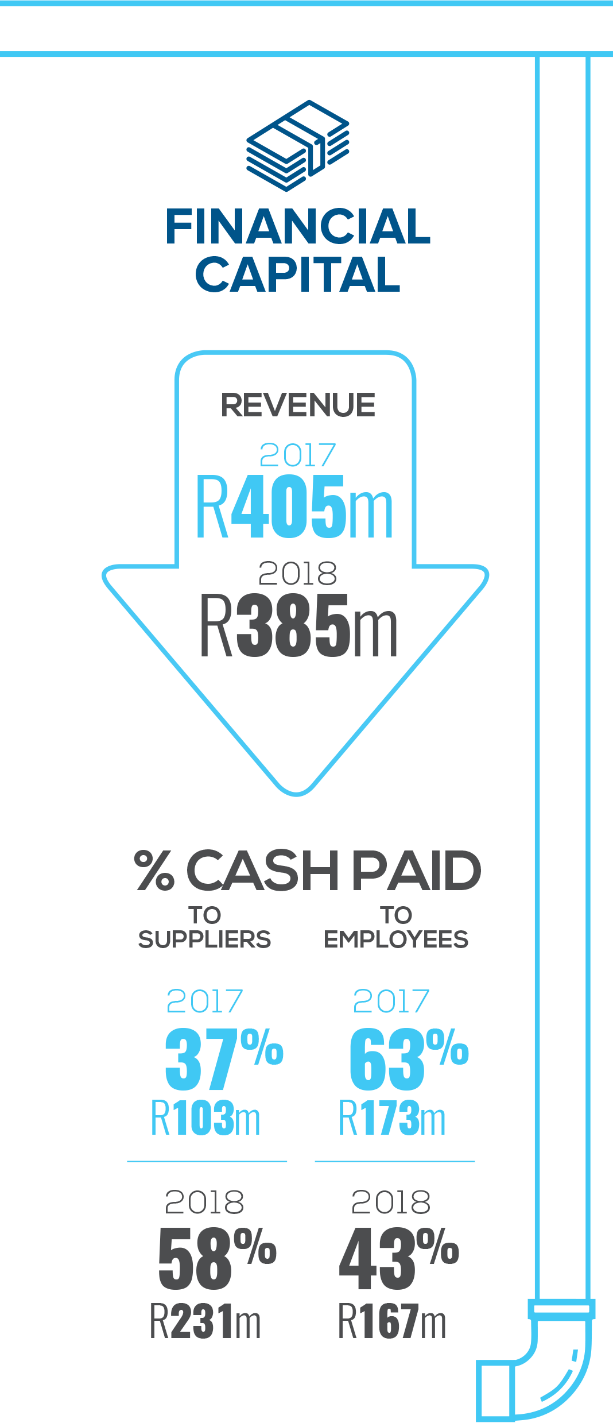 FINANCIAL
CAPITAL
REVENUE
2017
R405m
2018
R385m
% CASH PAID
TO
SUPPLIERS
2017
37%
R103m
2018
58%
R231m
TO
EMPLOYEES
2017
63%
R173m
2018
43%
R167m